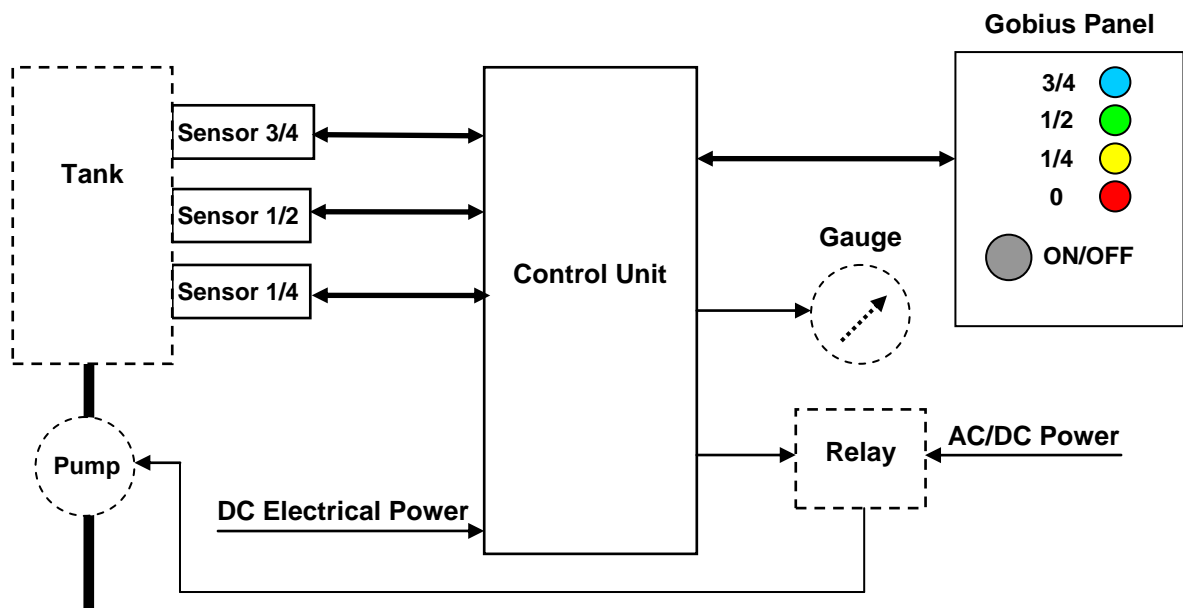 Gobius Panel
3/4
1/2
1/4
0
ON/OFF
Tank
Sensor 3/4
Sensor 1/2
Sensor 1/4
Control Unit
Gauge
Relay
AC/DC Power
Pump
DC Electrical Power